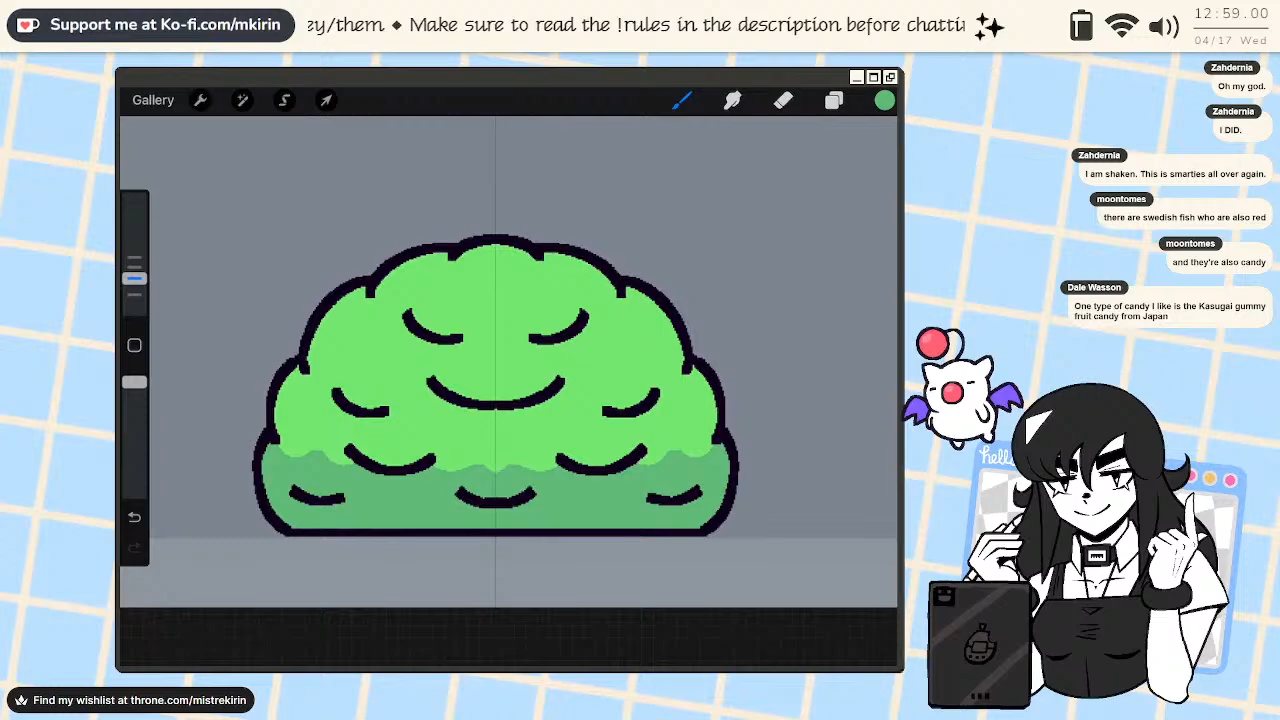 Support me at Ko-fi.com/mkirin
ey/them ◆ Make sure to read the !rules in the description before chatti
12:59.00
04/17 Wed
Gallery
Zahdernia
Oh my god.
Zahdernia
I DID.
Zahdernia
I am shaken. This is smarties all over again.
moontomes
there are swedish fish who are also red
moontomes
and they're also candy
Dale Wasson
One type of candy I like is the Kasugai gummy
fruit candy from Japan
hello
Find my wishlist at throne.com/mistrekirin